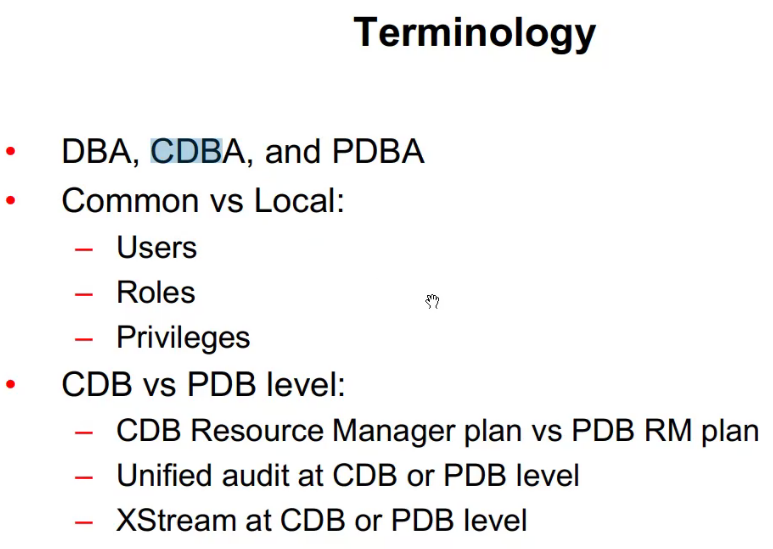 Terminology
• DBA, CDBA, and PDBA
• Common vs Local:
– Users
– Roles
– Privileges
• CDB vs PDB level:
– CDB Resource Manager plan vs PDB RM plan
– Unified audit at CDB or PDB level
– XStream at CDB or PDB level